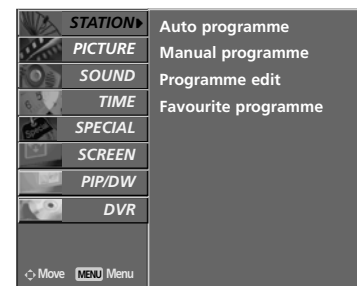 STATION
PICTURE
SOUND
TIME
SPECIAL
SCREEN
PIP/DW
DVR
Move MENU Menu
Auto programme
Manual programme
Programme edit
Favourite programme